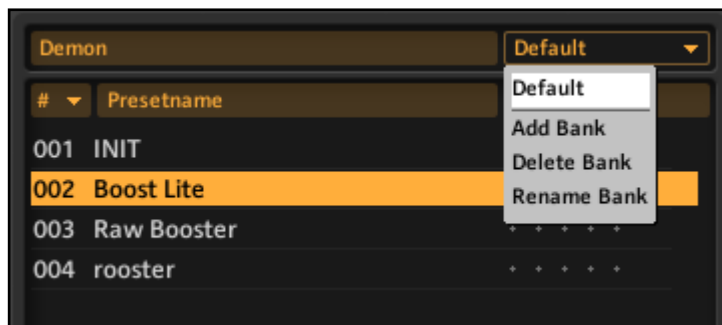 Demon Default
# Presetname
Default
Add Bank
Delete Bank
Rename Bank
001 INIT
002 Boost Lite
003 Raw Booster
004 rooster